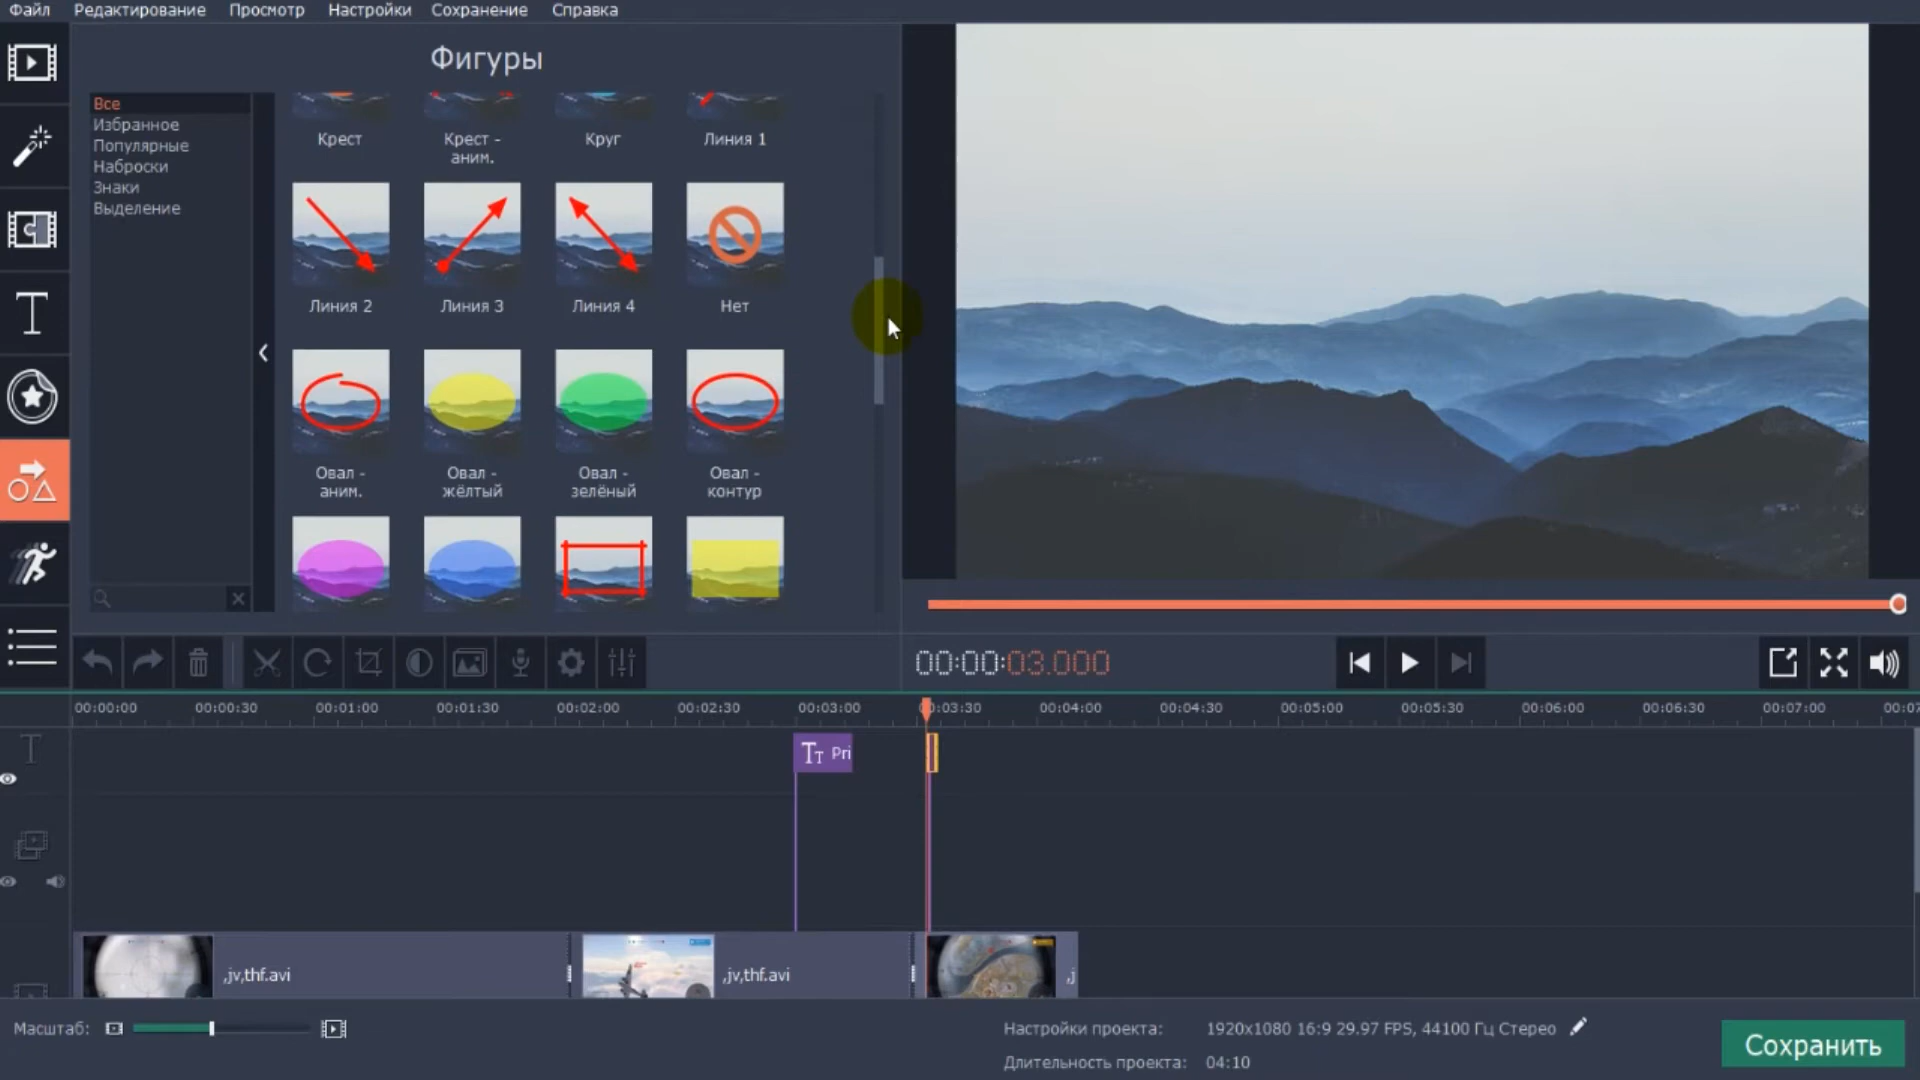 Файл Редактирование Просмотр Настройки Сохранение Справка
Фигуры
Все
Избранное
Популярные
Наброски
Знаки
Выделение
Крест
Крест -
аним.
Круг
Линия 1
Линия 2
Линия 3
Линия 4
Нет
Овал -
аним.
Овал -
жёлтый
Овал -
зелёный
Овал -
контур
00:00:03.000
00:00:00 00:00:30 00:01:00 00:01:30 00:02:00 00:02:30 00:03:00 00:03:30 00:04:00 00:04:30 00:05:00 00:05:30 00:06:00 00:06:30 00:07:00
Pri
,jv,thf.avi
,jv,thf.avi
,j
Масштаб:
Настройки проекта: 1920x1080 16:9 29.97 FPS, 44100 Гц Стерео
Длительность проекта: 04:10
Сохранить